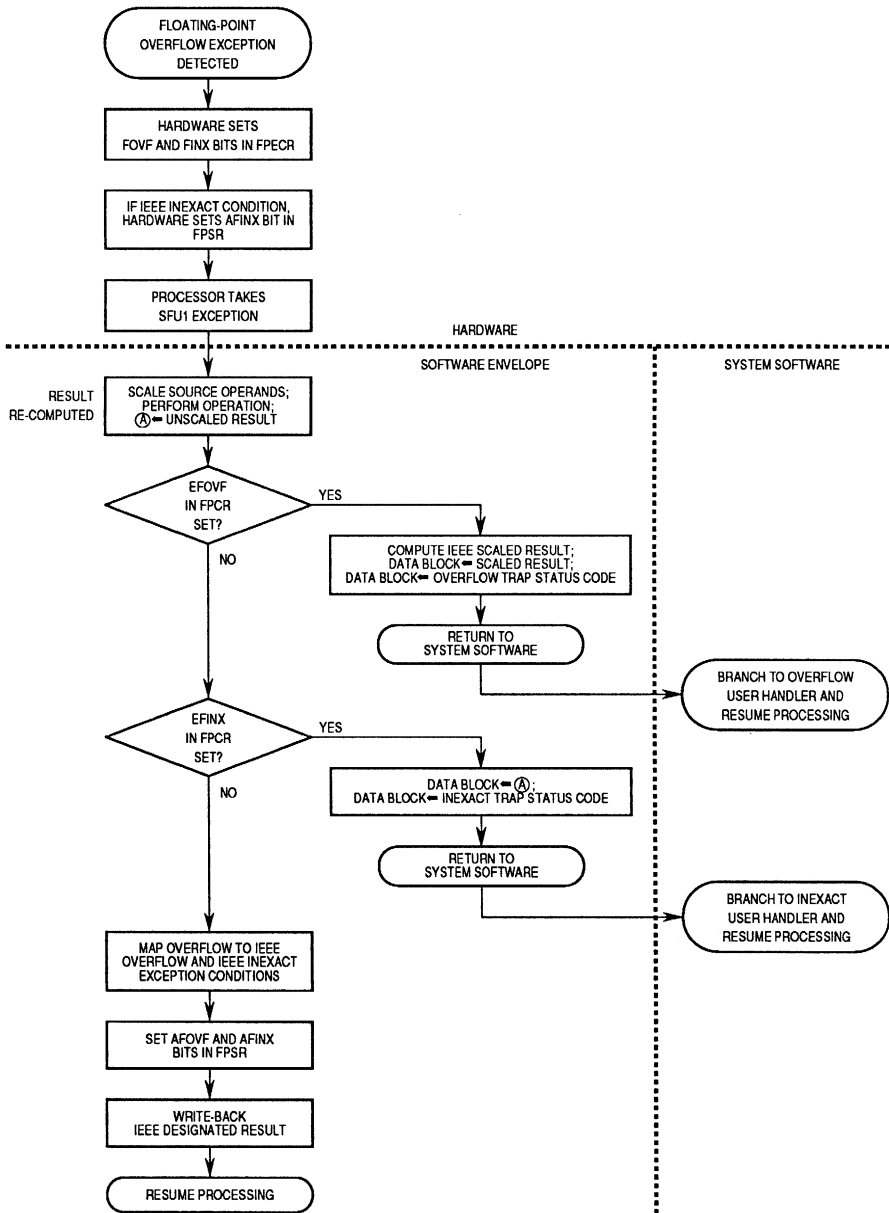 FLOATING-POINT
OVERFLOW EXCEPTION
DETECTED
HARDWARE SETS
FOVF AND FINX BITS IN FPECR
IF IEEE INEXACT CONDITION,
HARDWARE SETS AFINX BIT IN
FPSR
PROCESSOR TAKES
SFU1 EXCEPTION
HARDWARE
SOFTWARE ENVELOPE
SYSTEM SOFTWARE
RESULT
RE-COMPUTED
SCALE SOURCE OPERANDS;
PERFORM OPERATION;
Ⓐ⬅ UNSCALED RESULT
EFOVF
IN FPCR
SET?
YES
NO
COMPUTE IEEE SCALED RESULT;
DATA BLOCK⬅ SCALED RESULT;
DATA BLOCK⬅ OVERFLOW TRAP STATUS CODE
RETURN TO
SYSTEM SOFTWARE
BRANCH TO OVERFLOW
USER HANDLER AND
RESUME PROCESSING
EFINX
IN FPCR
SET?
YES
NO
DATA BLOCK⬅ Ⓐ;
DATA BLOCK⬅ INEXACT TRAP STATUS CODE
RETURN TO
SYSTEM SOFTWARE
BRANCH TO INEXACT
USER HANDLER AND
RESUME PROCESSING
MAP OVERFLOW TO IEEE
OVERFLOW AND IEEE INEXACT
EXCEPTION CONDITIONS
SET AFOVF AND AFINX
BITS IN FPSR
WRITE-BACK
IEEE DESIGNATED RESULT
RESUME PROCESSING